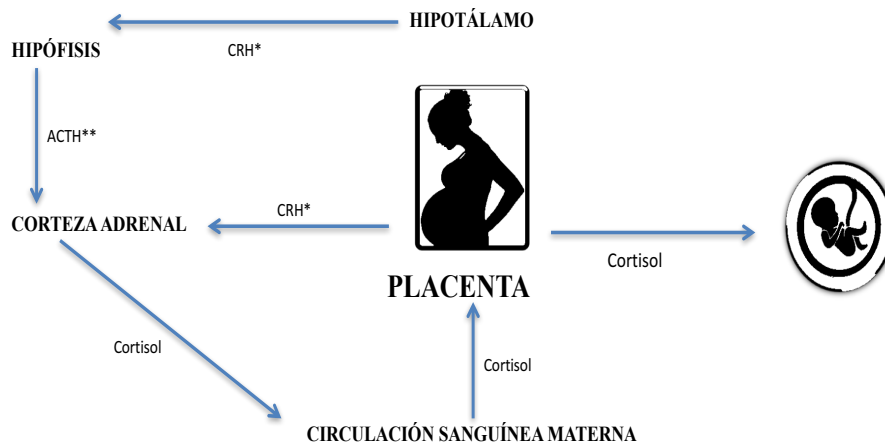 HIPOTÁLAMO
HIPÓFISIS
CRH*
ACTH**
CORTEZA ADRENAL
CRH*
Cortisol
PLACENTA
Cortisol
Cortisol
CIRCULACIÓN SANGUÍNEA MATERNA